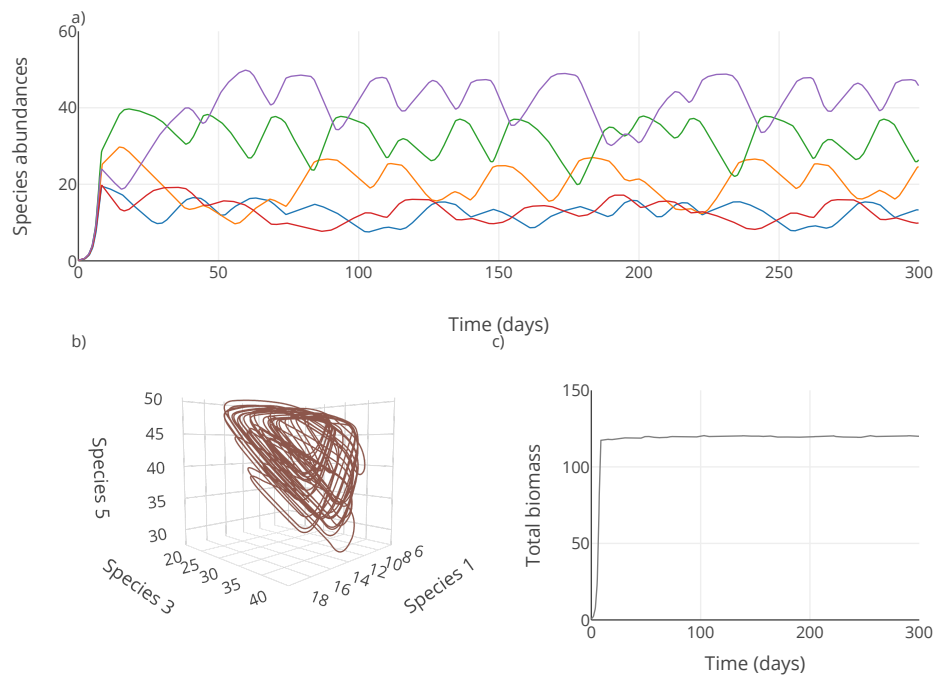 a)
Species abundances
60
40
20
0
0 50 100 150 200 250 300
Time (days)
b)
50
45
40
35
30
Species 5
20
25
30
35
40
Species 3
18
16
14
12
10
8
6
Species 1
c)
Total biomass
150
100
50
0
0 100 200 300
Time (days)